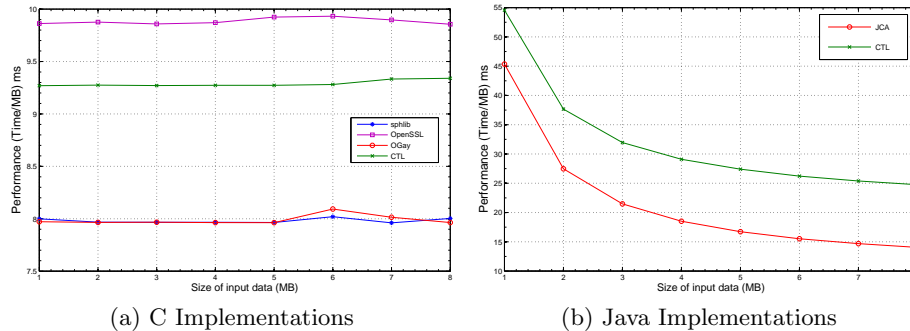 10
9.5
9
8.5
8
7.5
Performance (Time/MB) ms
sphlib
OpenSSL
OGay
CTL
1 2 3 4 5 6 7 8
Size of input data (MB)
(a) C Implementations
55
50
45
40
35
30
25
20
15
10
Performance (Time/MB) ms
JCA
CTL
1 2 3 4 5 6 7
Size of input data (MB)
(b) Java Implementations